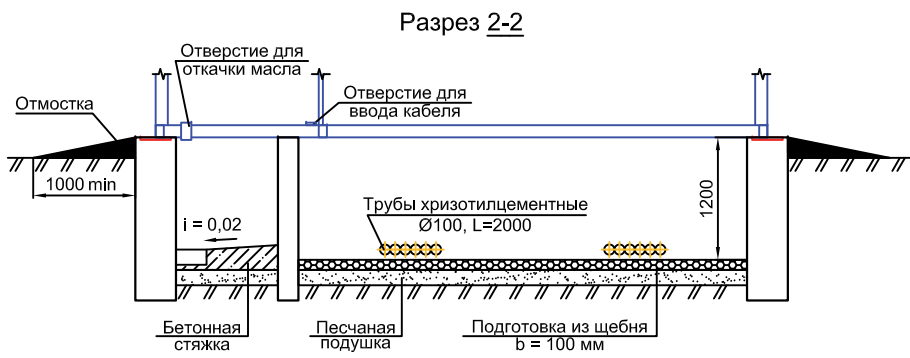 Разрез 2-2
Отверстие для
откачки масла
Отмостка
Отверстие для
ввода кабеля
1000 min
i = 0,02
Трубы хризотилцементные
Ø100, L=2000
1200
Бетонная
стяжка
Песчаная
подушка
Подготовка из щебня
b = 100 мм